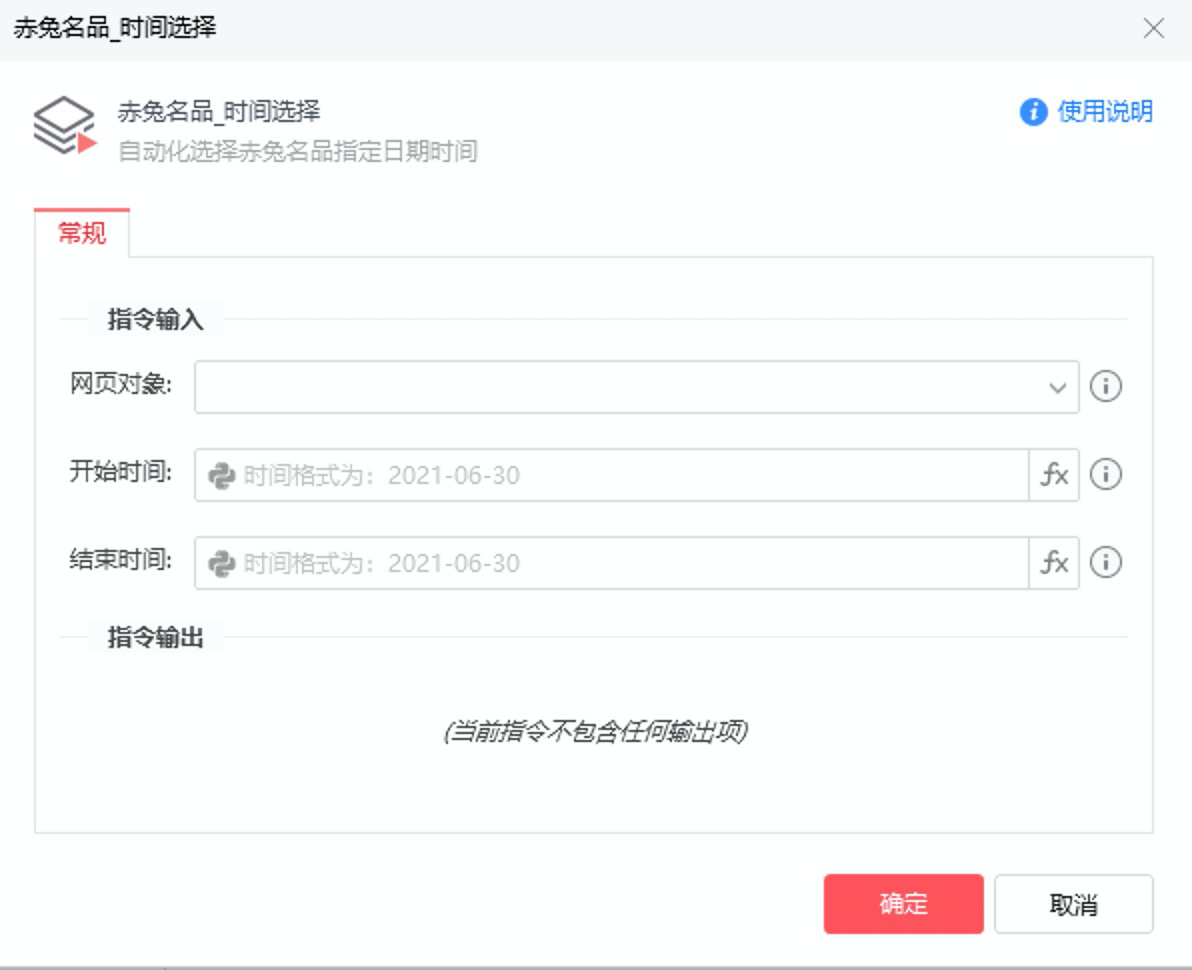 赤兔名品_时间选择
赤兔名品_时间选择
使用说明
自动化选择赤兔名品指定日期时间
常规
指令输入
网页对象:
开始时间: 时间格式为：2021-06-30 fx
结束时间: 时间格式为：2021-06-30 fx
指令输出
(当前指令不包含任何输出项)
确定 取消